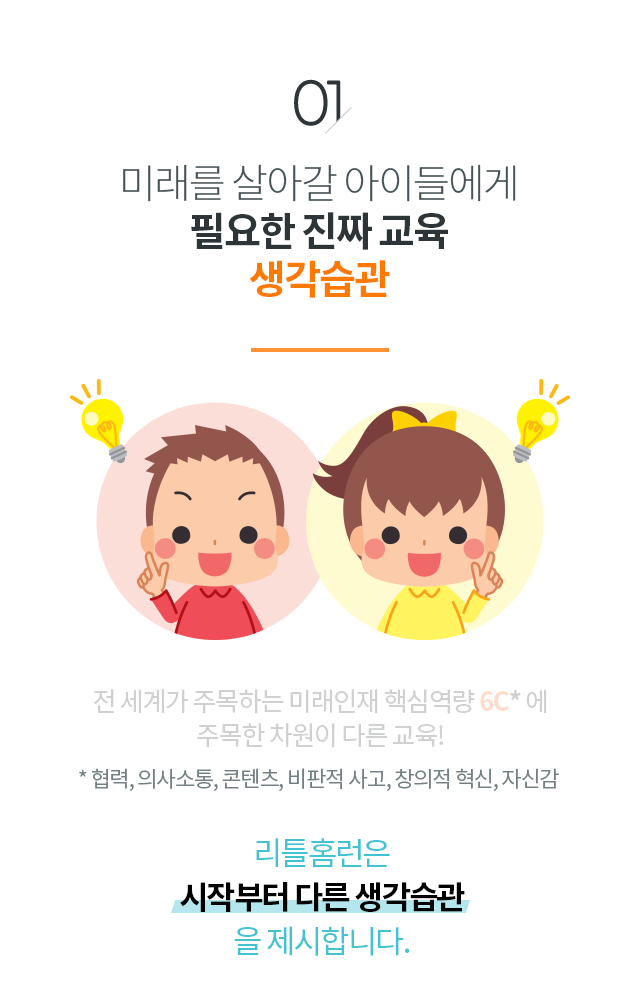 01
미래를 살아갈 아이들에게
필요한 진짜 교육
생각습관
전 세계가 주목하는 미래인재 핵심역량 6C* 에
주목한 차원이 다른 교육!
* 협력, 의사소통, 콘텐츠, 비판적 사고, 창의적 혁신, 자신감
리틀홈런은
시작부터 다른 생각습관
을 제시합니다.